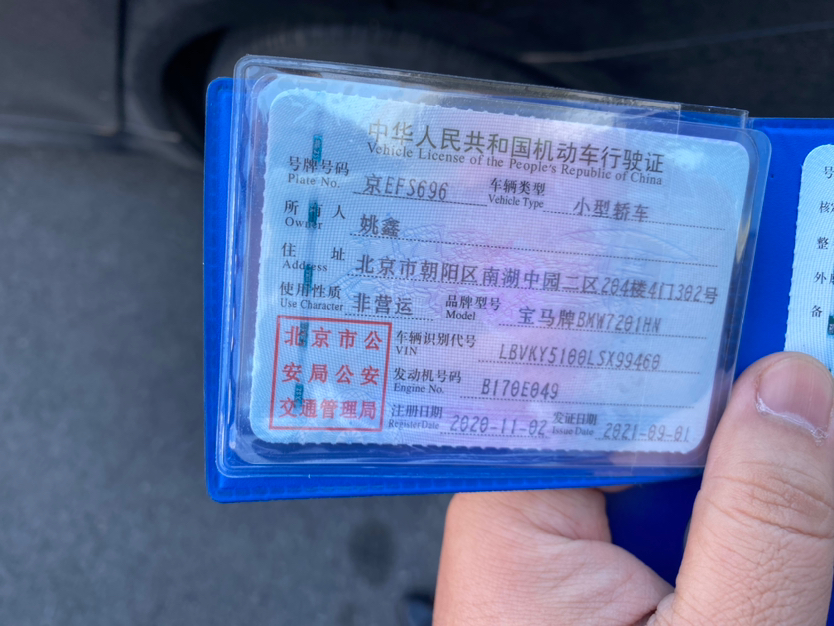 中华人民共和国机动车行驶证
Vehicle License of the People's Republic of China
号牌号码 京EFS696 车辆类型 小型轿车
Plate No. Vehicle Type
所有人 姚鑫
Owner
住址 北京市朝阳区南湖中园二区204楼4门302号
Address
使用性质 非营运 品牌型号 宝马牌BMW7201HN
Use Character Model
北京市公
安局公安
交通管理局
车辆识别代号 LBVKY5100LSX99460
VIN
发动机号码 B170E049
Engine No.
注册日期 2020-11-02 发证日期 2021-09-01
Register Date Issue Date
号
核
整
外
备